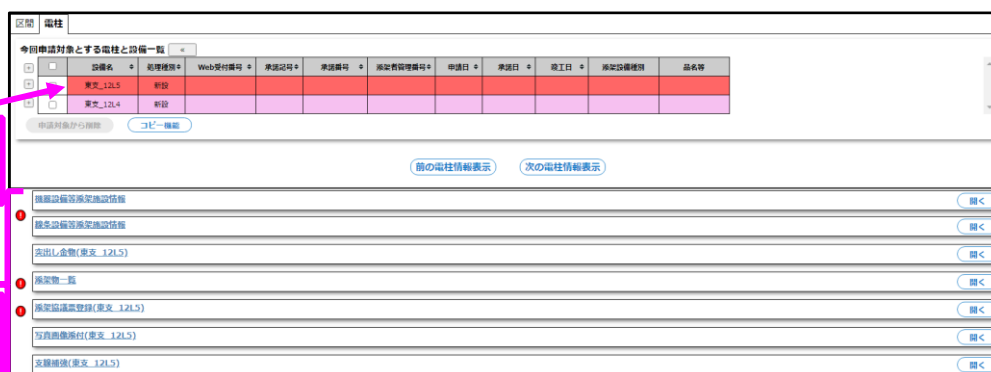 区間 電柱
今回申請対象とする電柱と設備一覧 «
設備名 処理種別 Web受付番号 承諾記号 承諾番号 添架者管理番号 申請日 承諾日 竣工日 添架設備種別 品名等
東支_12L5 新設
東支_12L4 新設
申請対象から削除 コピー機能
前の電柱情報表示 次の電柱情報表示
機器設備等添架施設情報 開く
線条設備等添架施設情報 開く
突出し金物(東支_12L5) 開く
添架物一覧 開く
添架協議票登録(東支_12L5) 開く
写真画像添付(東支_12L5) 開く
支線補強(東支_12L5) 開く